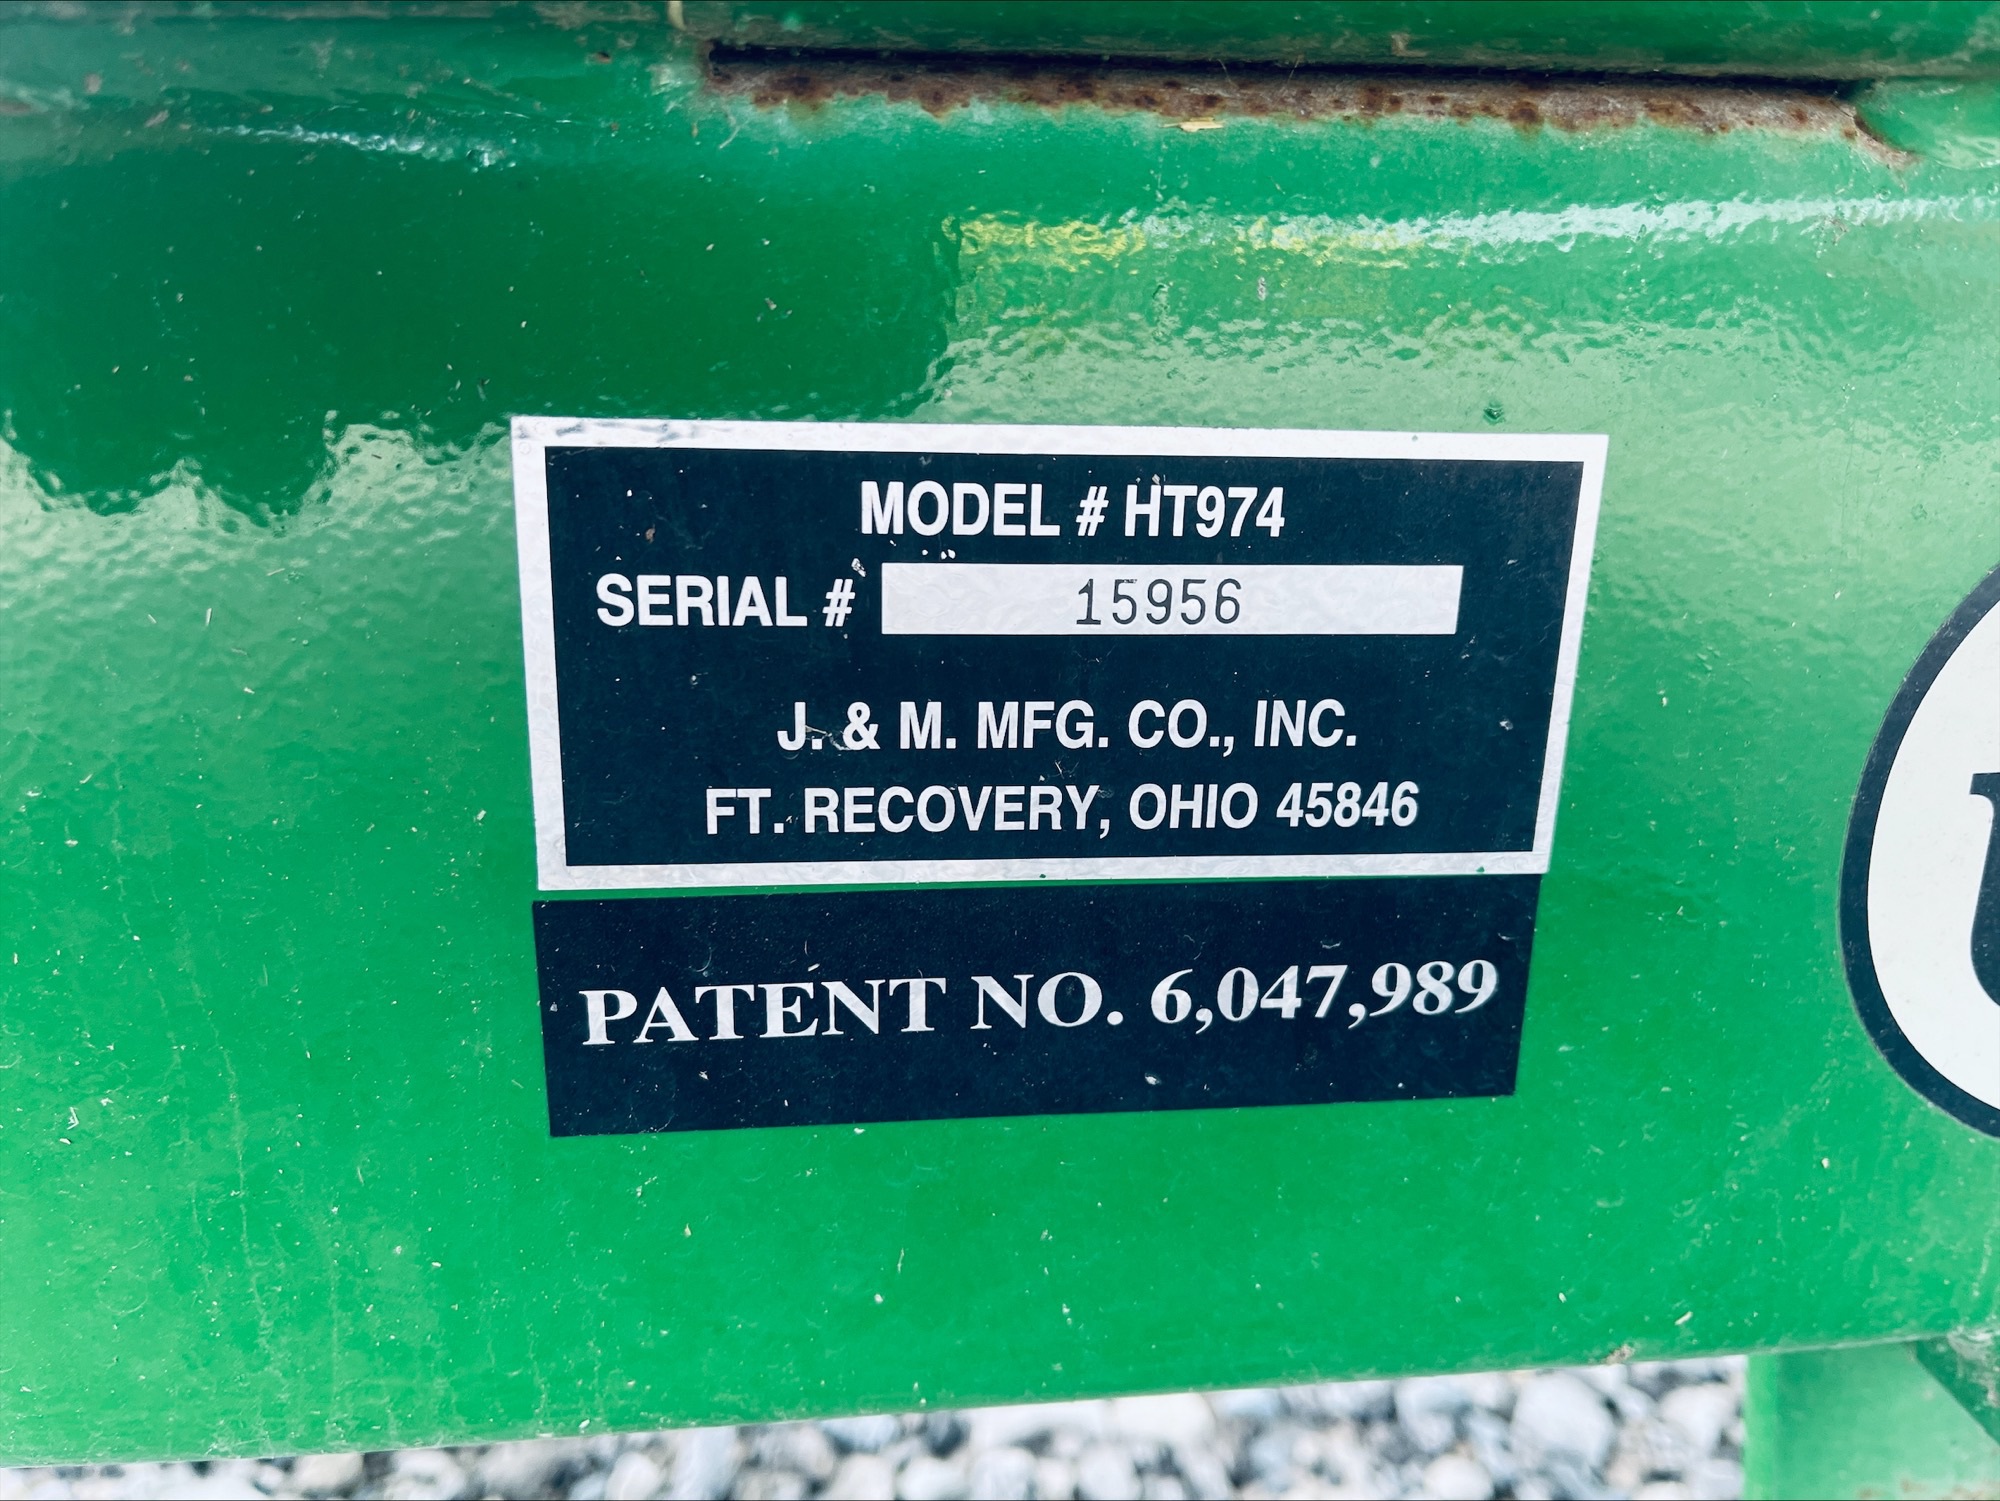 MODEL # HT974
SERIAL # 15956
J. & M. MFG. CO., INC.
FT. RECOVERY, OHIO 45846
PATENT NO. 6,047,989